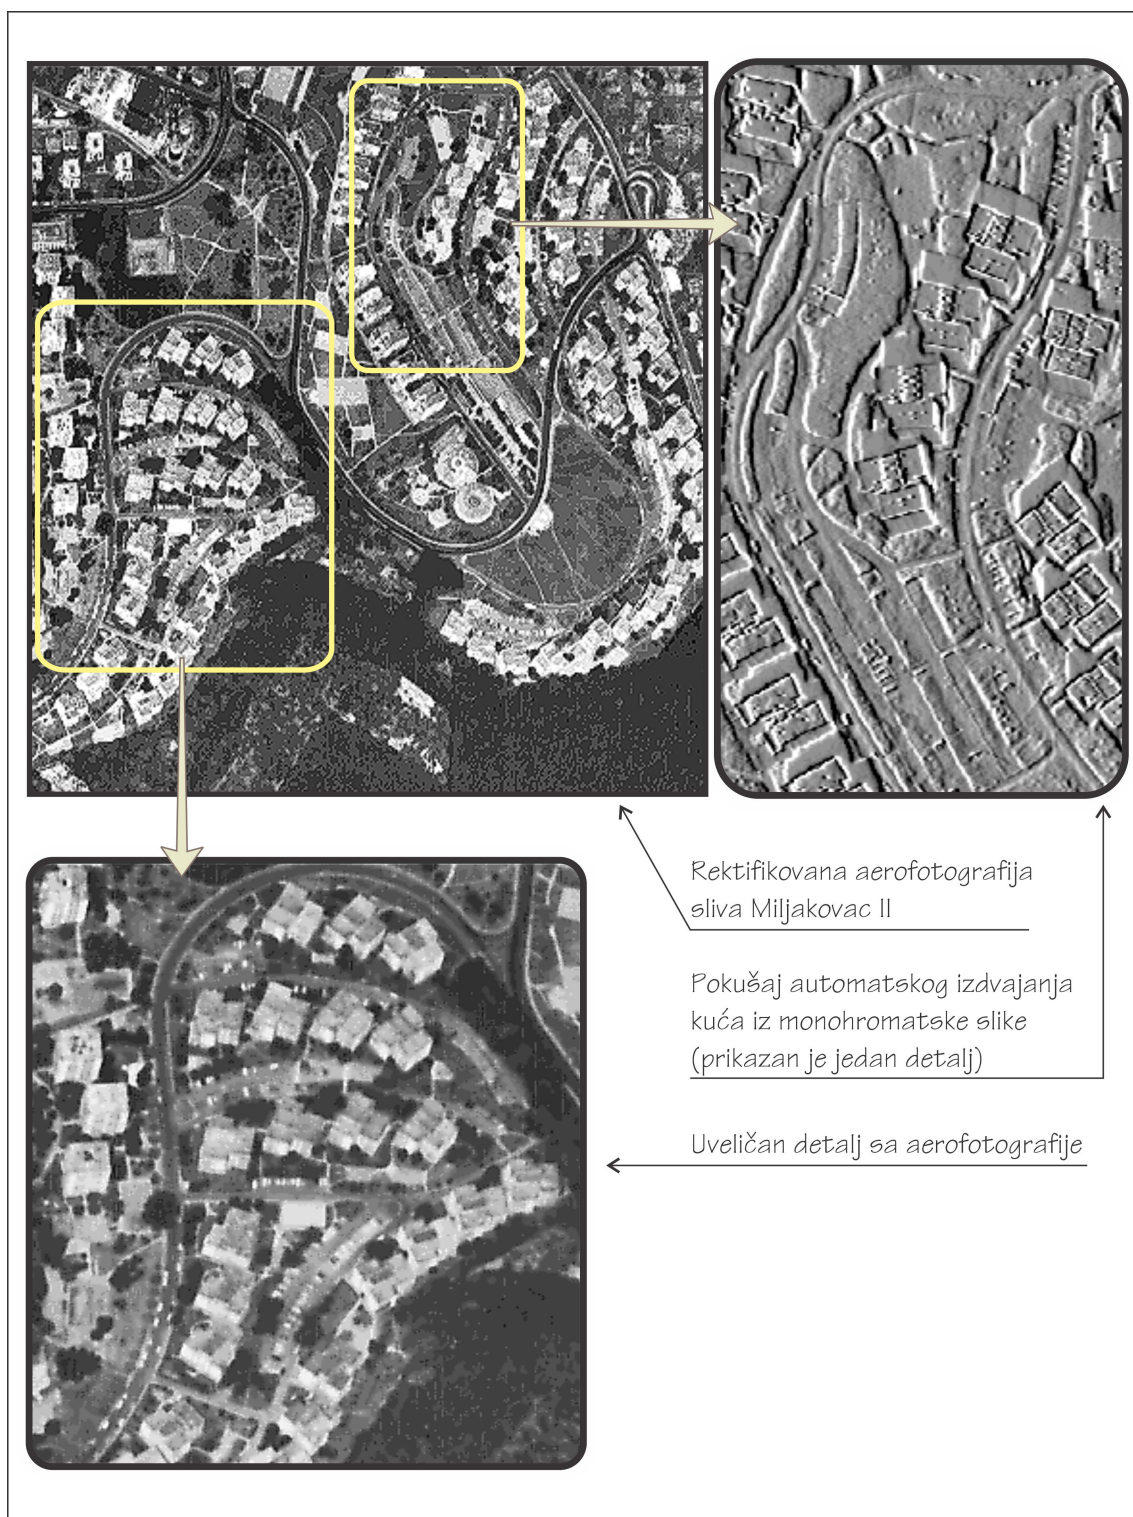 Rektifikovana aerofotografija
sliva Miljakovac II
Pokušaj automatskog izdvajanja
kuća iz monohromatske slike
(prikazan je jedan detalj)
Uveličan detalj sa aerofotografije